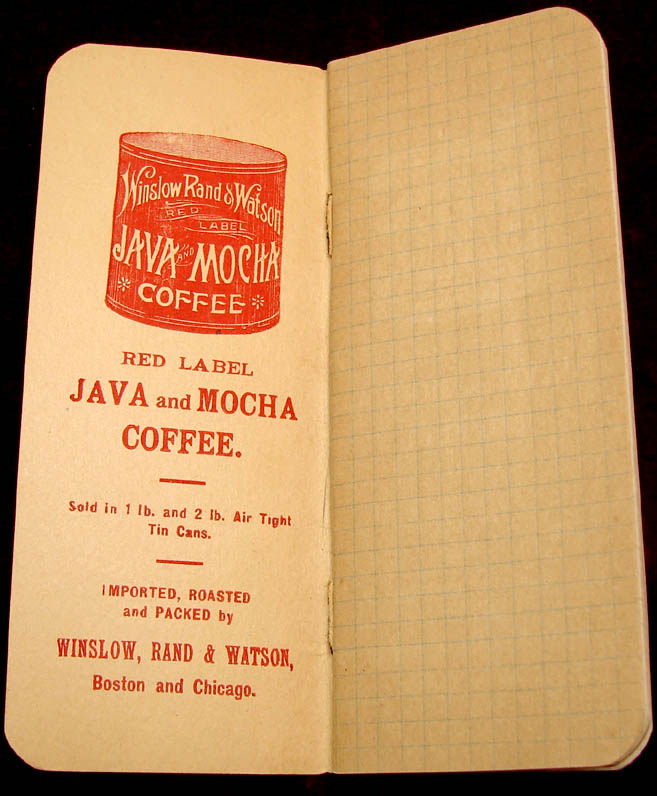 Winslow Rand & Watson
RED
LABEL
JAVA AND MOCHA
COFFEE
RED LABEL
JAVA and MOCHA
COFFEE.
Sold in 1 lb. and 2 lb. Air Tight
Tin Cans.
IMPORTED, ROASTED
and PACKED by
WINSLOW, RAND & WATSON,
Boston and Chicago.